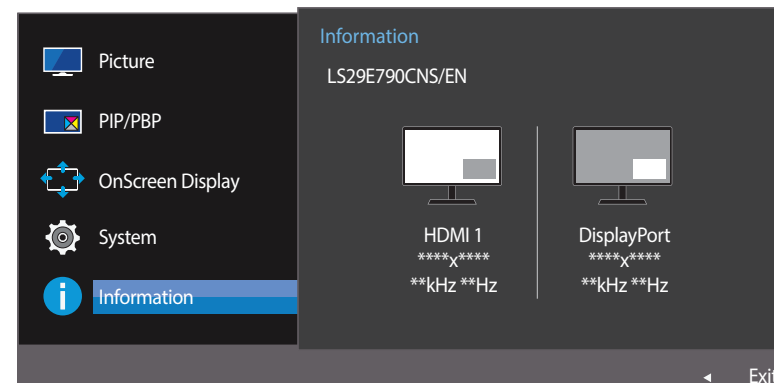 Picture
PIP/PBP
OnScreen Display
System
Information
Information
LS29E790CNS/EN
HDMI 1
****x****
**kHz **Hz
DisplayPort
****x****
**kHz **Hz
Exit